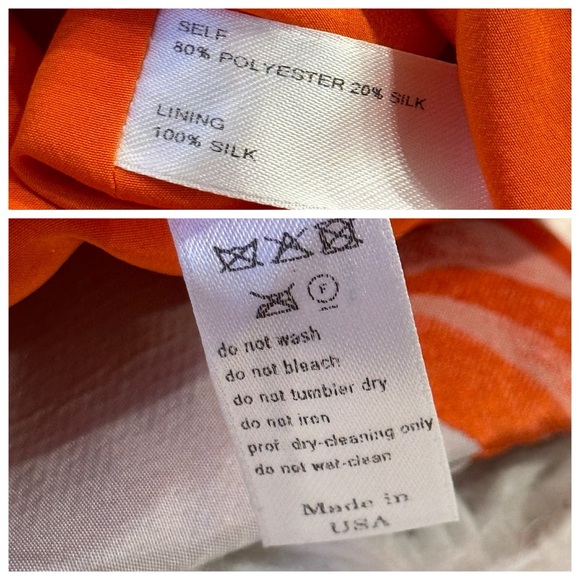 SELF
80% POLYESTER 20% SILK
LINING
100% SILK
F
do not wash
do not bleach
do not tumbler dry
do not iron
prof. dry-cleaning only
do not wet-clean
Made in
USA